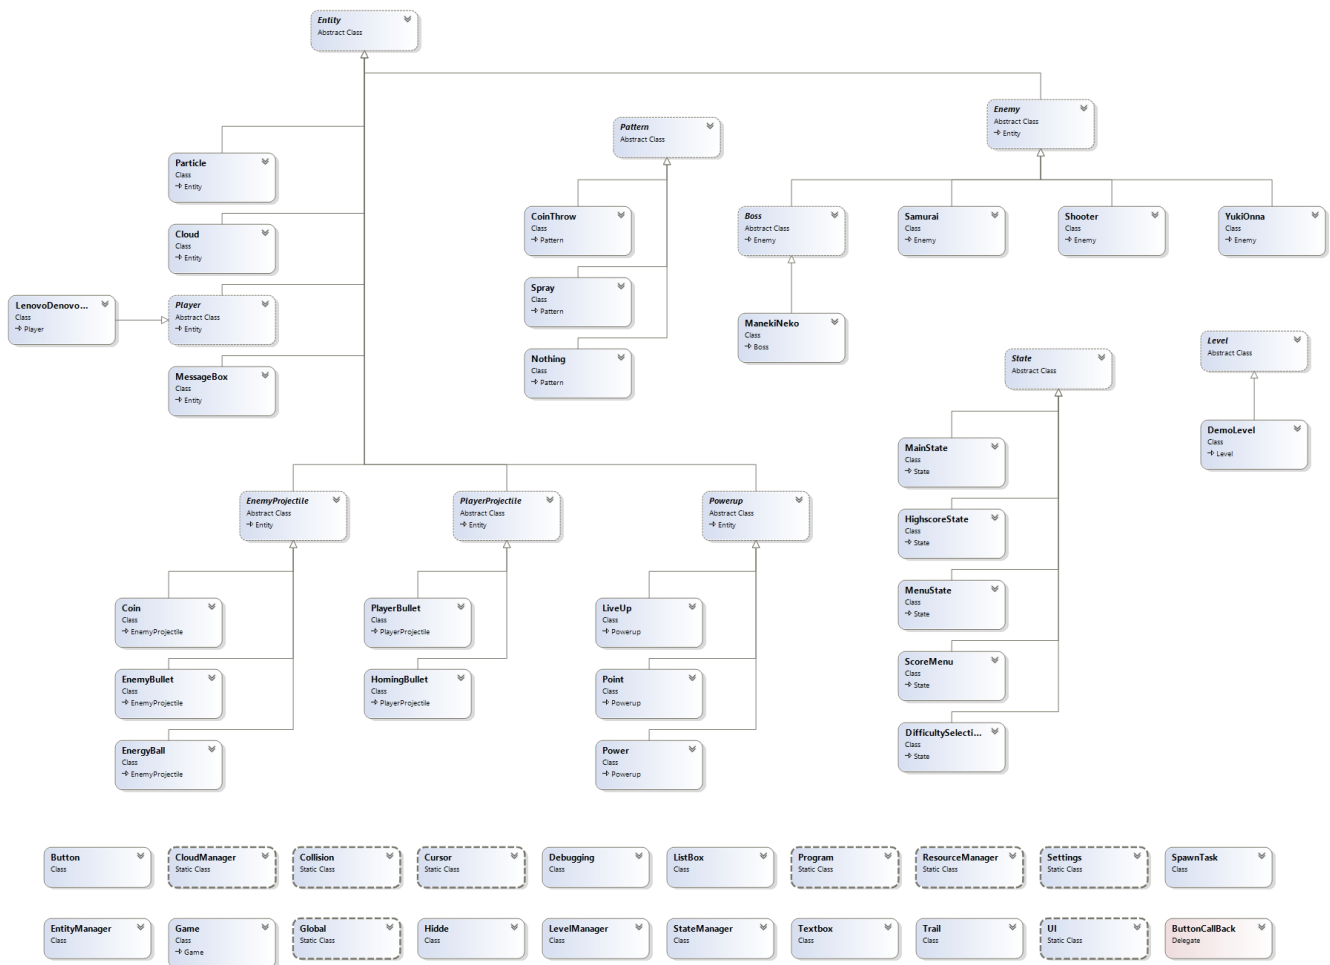 Entity
Abstract Class
Enemy
Abstract Class
Entity
Pattern
Abstract Class
Particle
Class
Entity
CoinThrow
Class
Pattern
Boss
Abstract Class
Enemy
Samurai
Class
Enemy
Shooter
Class
Enemy
YukiOnna
Class
Enemy
Cloud
Class
Entity
Spray
Class
Pattern
LenovoDenovo...
Class
Player
Player
Abstract Class
Entity
ManekiNeko
Class
Boss
Level
Abstract Class
Nothing
Class
Pattern
State
Abstract Class
MessageBox
Class
Entity
DemoLevel
Class
Level
MainState
Class
State
EnemyProjectile
Abstract Class
Entity
PlayerProjectile
Abstract Class
Entity
Powerup
Abstract Class
Entity
HighscoreState
Class
State
MenuState
Class
State
Coin
Class
EnemyProjectile
PlayerBullet
Class
PlayerProjectile
LiveUp
Class
Powerup
ScoreMenu
Class
State
EnemyBullet
Class
EnemyProjectile
HomingBullet
Class
PlayerProjectile
Point
Class
Powerup
DifficultySelecti...
Class
State
EnergyBall
Class
EnemyProjectile
Power
Class
Powerup
Button
Class
CloudManager
Static Class
Collision
Static Class
Cursor
Static Class
Debugging
Class
ListBox
Class
Program
Static Class
ResourceManager
Static Class
Settings
Static Class
SpawnTask
Class
EntityManager
Class
Game
Class
Game
Global
Static Class
Hidde
Class
LevelManager
Class
StateManager
Class
Textbox
Class
Trail
Class
UI
Static Class
ButtonCallBack
Delegate